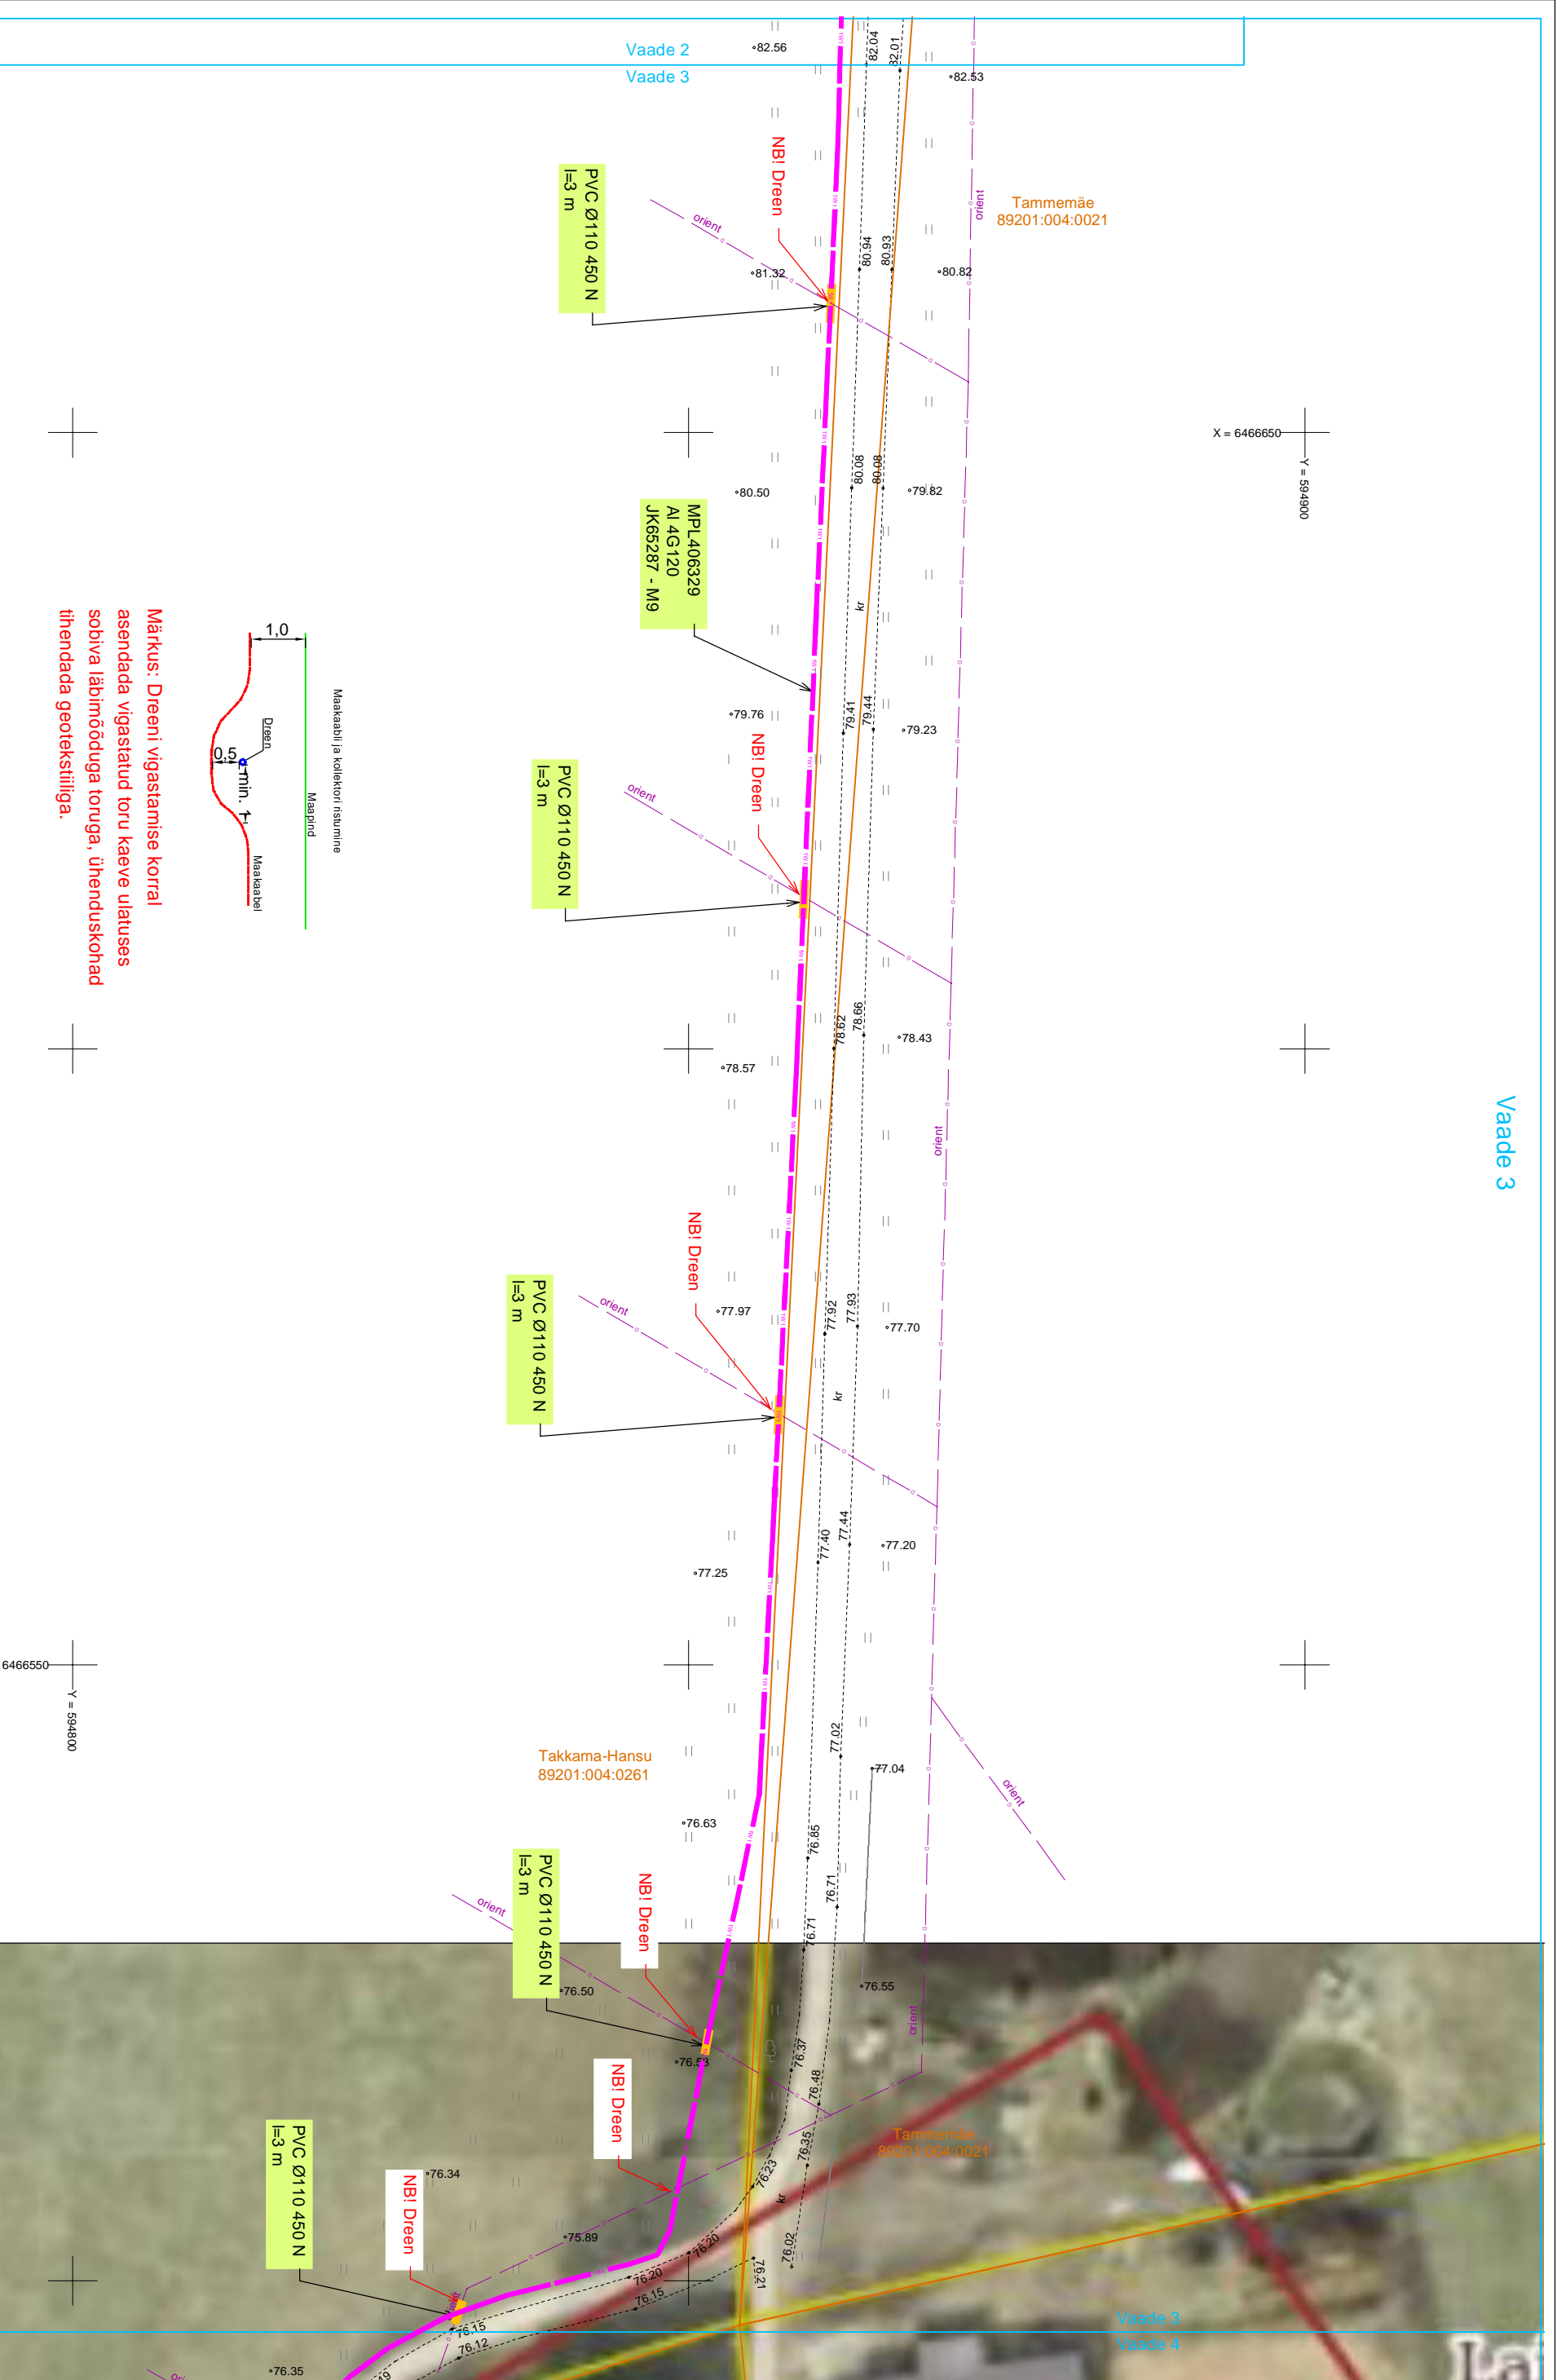 Vaade 2
Vaade 3
82.56
82.04
82.01
82.53
Tammemäe
89201:004:0021
orient
NB! Dreen
PVC Ø110 450 N
l=3 m
orient
81.32
80.94
80.93
80.82
X = 6466650
Y = 594900
80.50
80.08
80.08
79.82
MPL406329
Al 4G120
JK65287 - M9
kr
79.76
79.41
79.44
79.23
NB! Dreen
PVC Ø110 450 N
l=3 m
orient
Maakaabli ja kollektori ristumine
Maapind
1,0
Dreen
0,5
min. 1
Maakaabel
Märkus: Dreeni vigastamise korral
asendada vigastatud toru kaeve ulatuses
sobiva läbimõõduga toruga, ühenduskohad
tihendada geotekstiiliga.
78.62
78.66
78.43
78.57
Vaade 3
orient
NB! Dreen
PVC Ø110 450 N
l=3 m
orient
77.97
77.92
77.93
77.70
kr
77.40
77.44
77.20
77.25
6466550
Y = 594800
Takkama-Hansu
89201:004:0261
77.02
77.04
orient
76.63
76.85
76.71
76.71
PVC Ø110 450 N
l=3 m
NB! Dreen
orient
76.50
76.55
orient
76.53
76.37
76.48
NB! Dreen
Tammemäe
89201:004:0021
76.35
76.34
76.23
kr
PVC Ø110 450 N
l=3 m
NB! Dreen
75.89
76.20
76.02
76.21
76.20
76.15
76.15
76.12
Vaade 3
Vaade 4
76.35